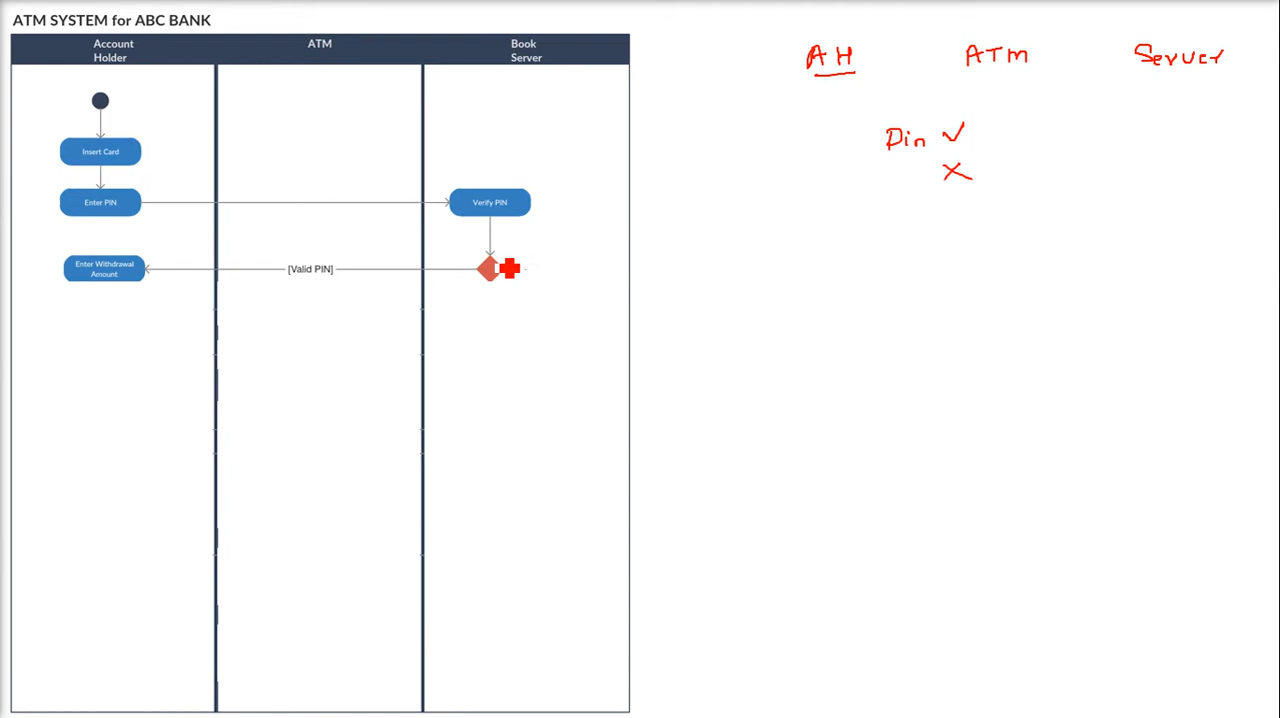 ATM SYSTEM for ABC BANK
Account
Holder
ATM
Book
Server
Insert Card
Enter PIN
Verify PIN
Enter Withdrawal
Amount
[Valid PIN]
AH ATM Server
Pin ✓
✗